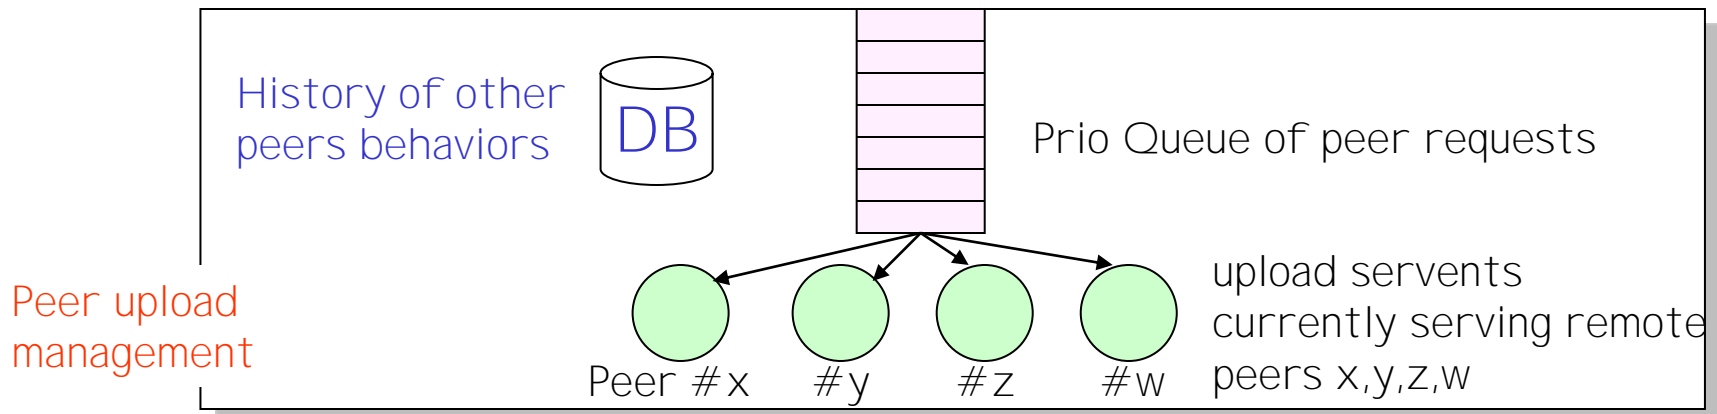 History of other
peers behaviors
DB
Prio Queue of peer requests
Peer upload
management
upload servents
currently serving remote
peers x,y,z,w
Peer #x
#y
#z
#w